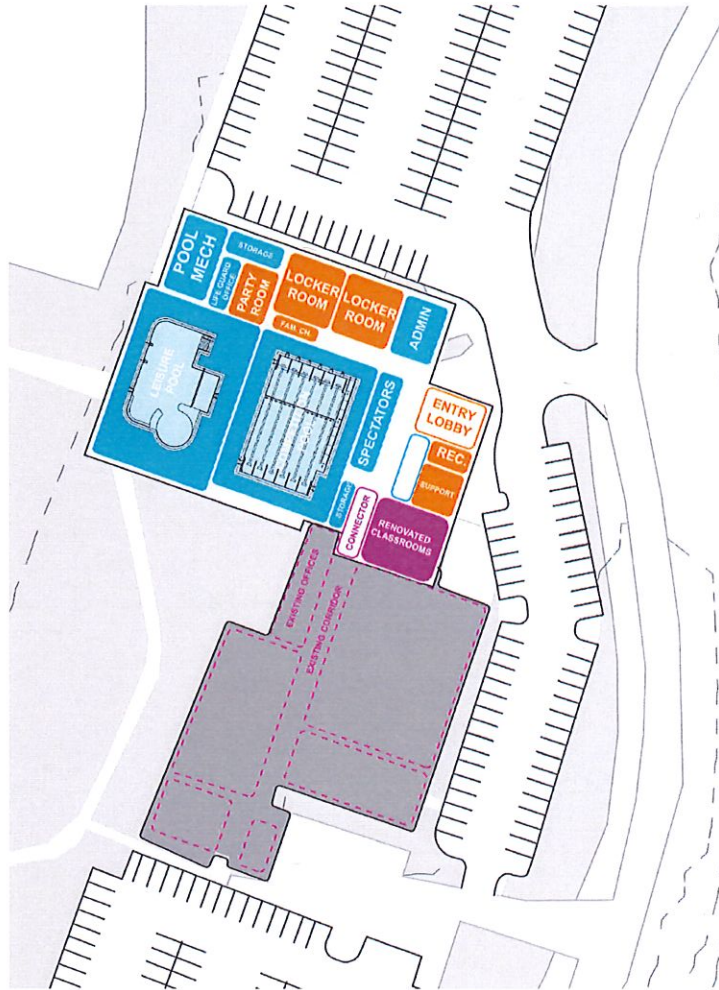 POOL
MECH
STORAGE
LIFE GUARD
OFFICE
PARTY
ROOM
LOCKER
ROOM
LOCKER
ROOM
ADMIN
FAM. CH.
LEISURE
POOL
POOL
SPECTATORS
ENTRY
LOBBY
REC.
SUPPORT
STORAGE
CONNECTOR
RENOVATED
CLASSROOMS
EXISTING OFFICES
EXISTING CORRIDOR